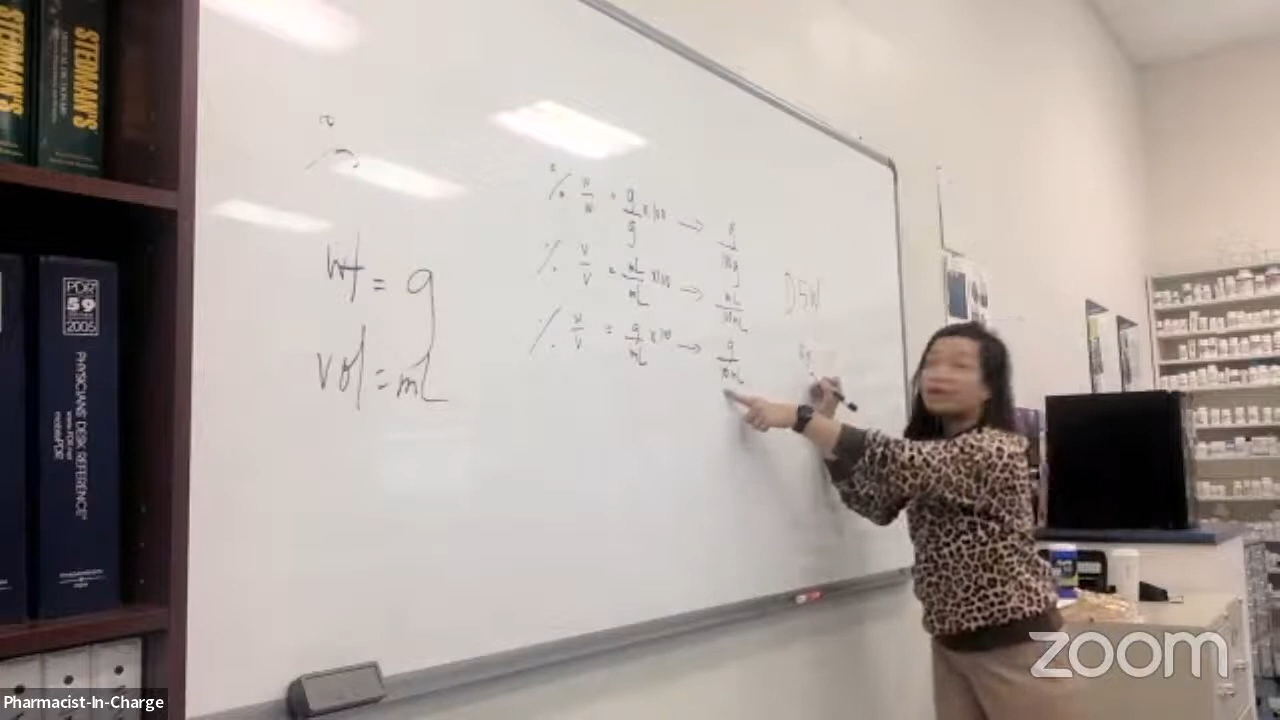 STEDMAN'S
STEDMAN'S
PDR
59
2005
PHYSICIANS' DESK REFERENCE
wt = g
vol = mL
% w/w = g/g x 100 → g/100g
% v/v = mL/mL x 100 → mL/100mL
% w/v = g/mL x 100 → g/100mL
D5W
zoom
Pharmacist-In-Charge